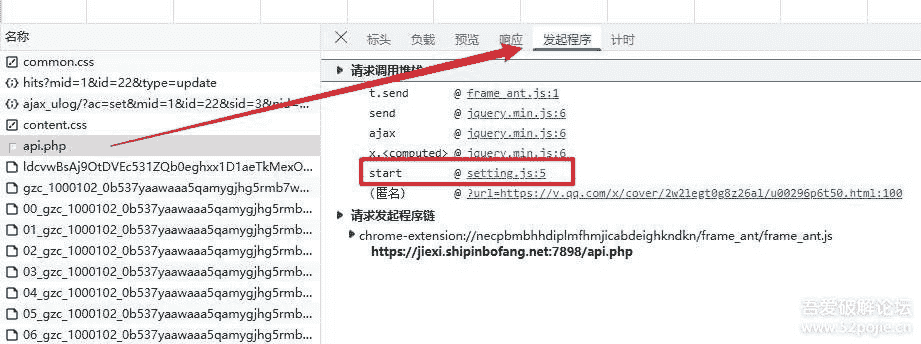 名称
标头 负载 预览 响应 发起程序 计时
common.css
hits?mid=1&id=22&type=update
ajax_ulog/?ac=set&mid=1&id=22&sid=3&nid=...
content.css
api.php
ldcvwBsAj9OtDVEc531ZQb0eghxx1D1aeTkMexO...
gzc_1000102_0b537yaawaaa5qamygjhg5rmb7w...
00_gzc_1000102_0b537yaawaaa5qamygjhg5rmb...
01_gzc_1000102_0b537yaawaaa5qamygjhg5rmb...
02_gzc_1000102_0b537yaawaaa5qamygjhg5rmb...
03_gzc_1000102_0b537yaawaaa5qamygjhg5rmb...
04_gzc_1000102_0b537yaawaaa5qamygjhg5rmb...
05_gzc_1000102_0b537yaawaaa5qamygjhg5rmb...
06_gzc_1000102_0b537yaawaaa5qamygjhg5rmb...
请求调用堆栈
t.send @ frame_ant.js:1
send @ jquery.min.js:6
ajax @ jquery.min.js:6
x.<computed> @ jquery.min.js:6
start @ setting.js:5
(匿名) @ ?url=https://v.qq.com/x/cover/2w2legt0g8z26al/u00296p6t50.html:100
请求发起程序链
chrome-extension://necpbmbhhdiplmfhmjicabdeighkndkn/frame_ant/frame_ant.js
https://jiexi.shipinbofang.net:7898/api.php
吾爱破解论坛
www.52pojie.cn